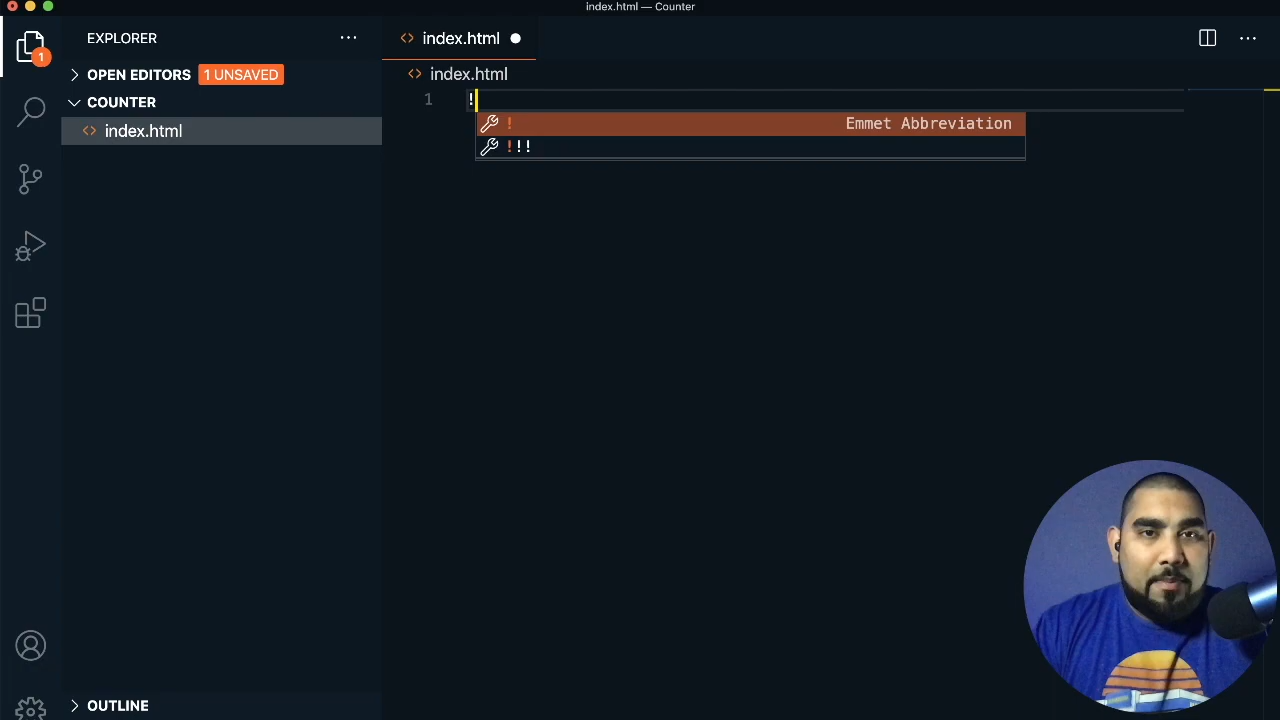 index.html — Counter
EXPLORER
index.html
OPEN EDITORS 1 UNSAVED
index.html
COUNTER
1 !
index.html
! Emmet Abbreviation
!!!
1
OUTLINE